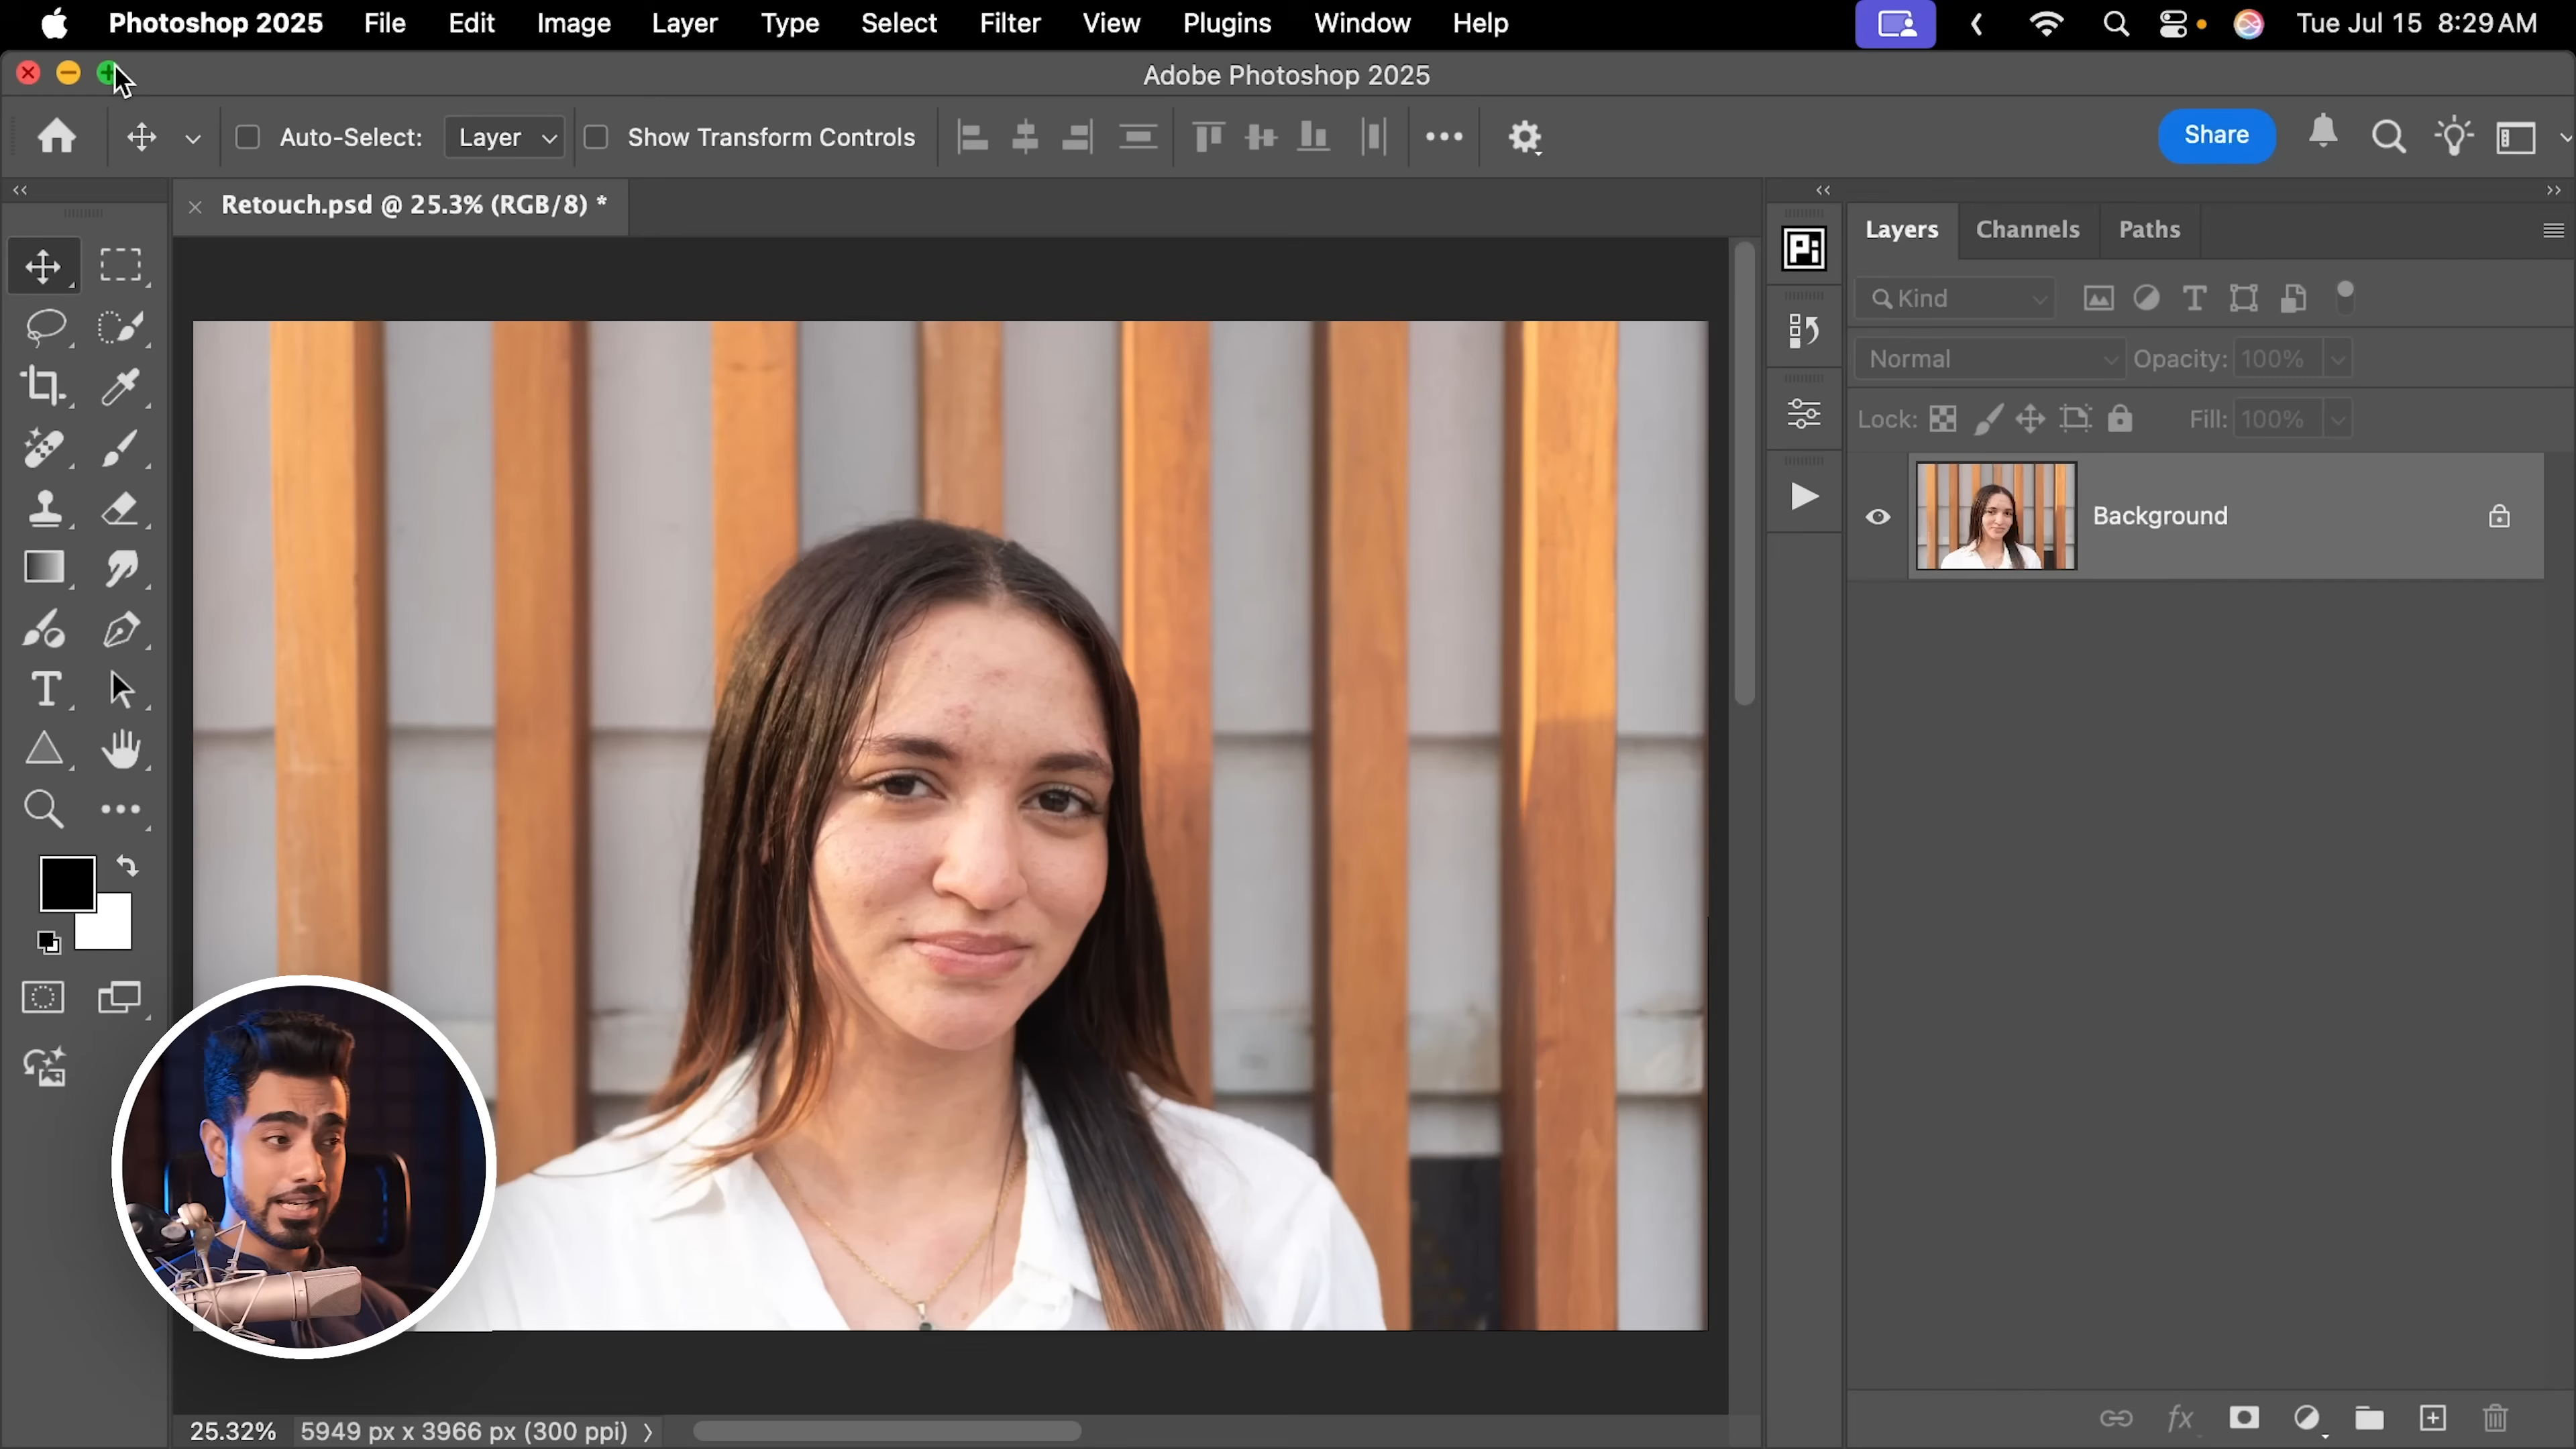 Photoshop 2025 File Edit Image Layer Type Select Filter View Plugins Window Help Tue Jul 15 8:29 AM
Adobe Photoshop 2025
Auto-Select: Layer Show Transform Controls Share
Retouch.psd @ 25.3% (RGB/8) *
Layers Channels Paths
Kind
Normal Opacity: 100%
Lock: Fill: 100%
Background
25.32% 5949 px x 3966 px (300 ppi)